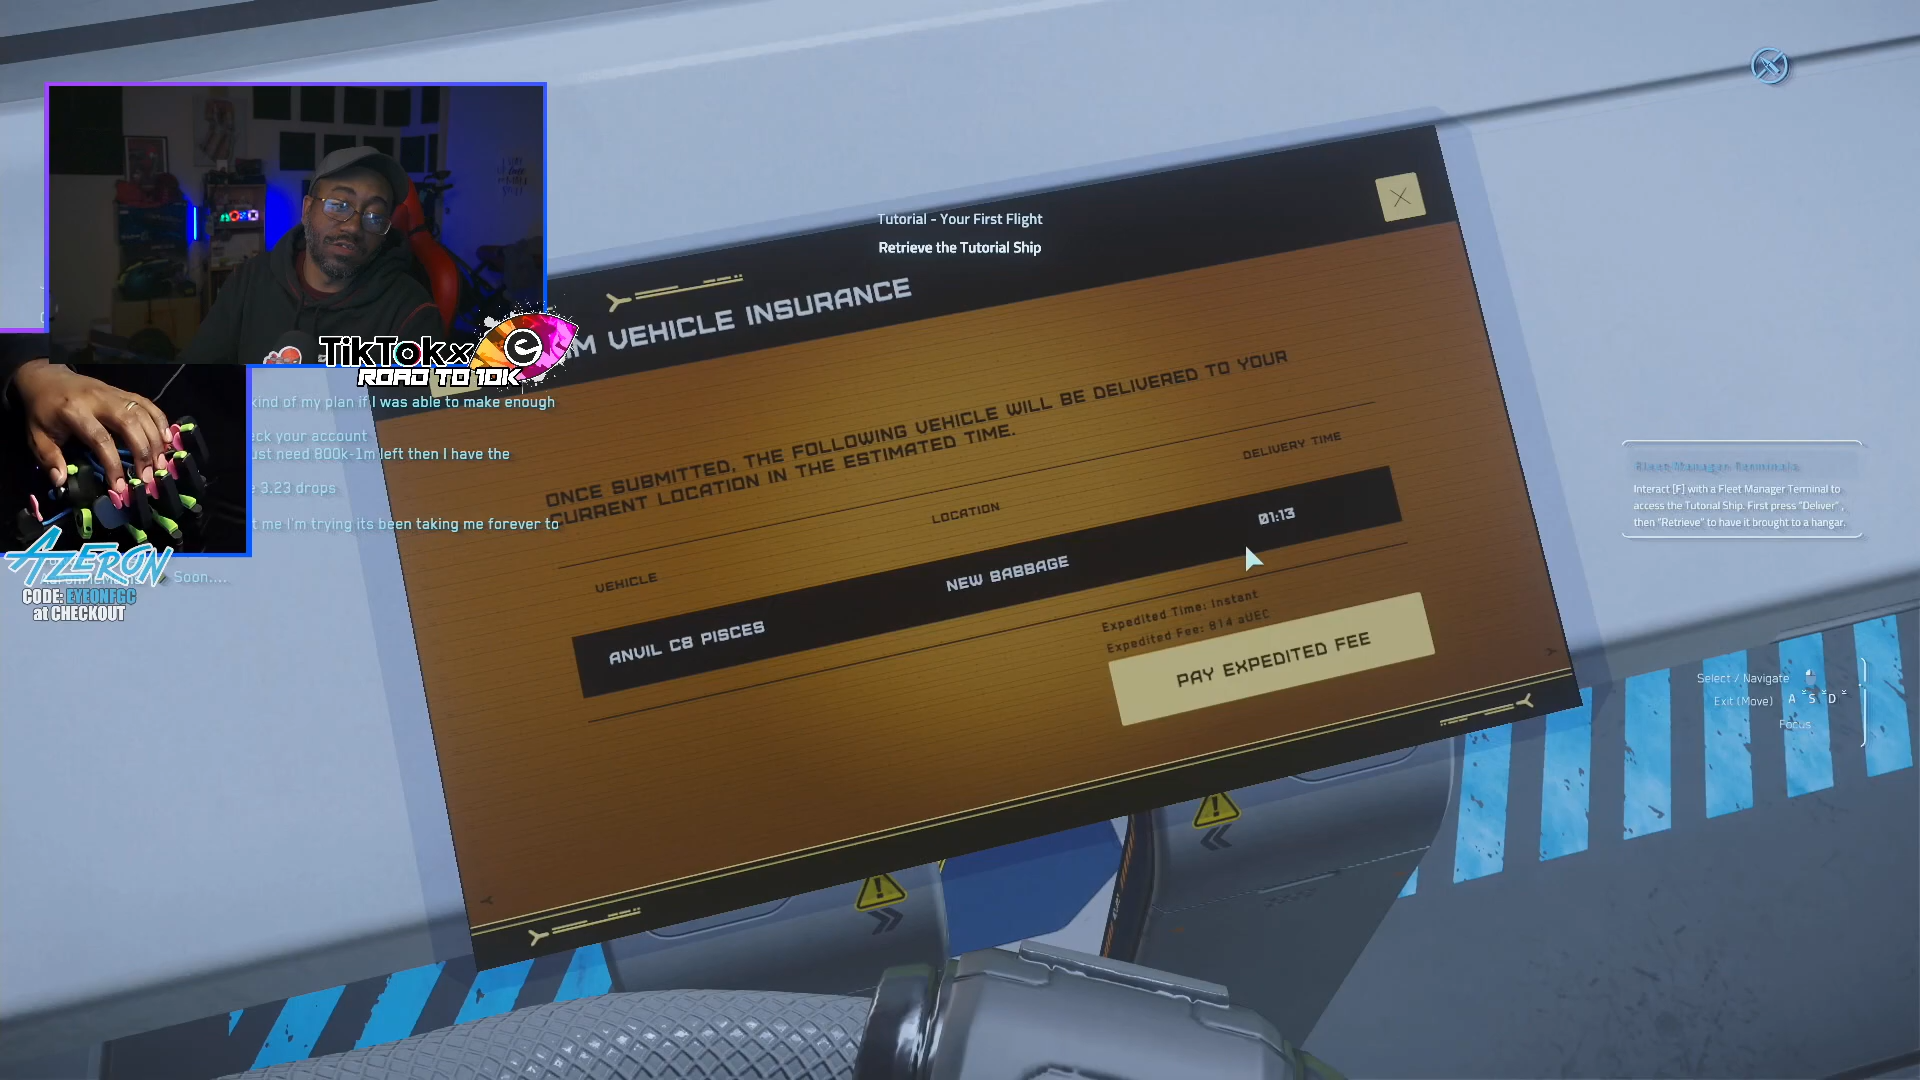 Tutorial - Your First Flight
Retrieve the Tutorial Ship
IM VEHICLE INSURANCE
ONCE SUBMITTED, THE FOLLOWING VEHICLE WILL BE DELIVERED TO YOUR
CURRENT LOCATION IN THE ESTIMATED TIME.
VEHICLE
LOCATION
DELIVERY TIME
ANVIL C8 PISCES
NEW BABBAGE
01:13
Expedited Time: Instant
Expedited Fee: 814 aUEC
PAY EXPEDITED FEE
TikTok x e
ROAD TO 10K
kind of my plan if I was able to make enough
eck your account
ust need 800k-1m left then I have the
e 3.23 drops
t me I'm trying its been taking me forever to
Soon....
AZERON
CODE: EYEONFGC
at CHECKOUT
Fleet Manager Terminals
Interact [F] with a Fleet Manager Terminal to
access the Tutorial Ship. First press "Deliver",
then "Retrieve" to have it brought to a hangar.
Select / Navigate
Exit (Move) A S D
Focus